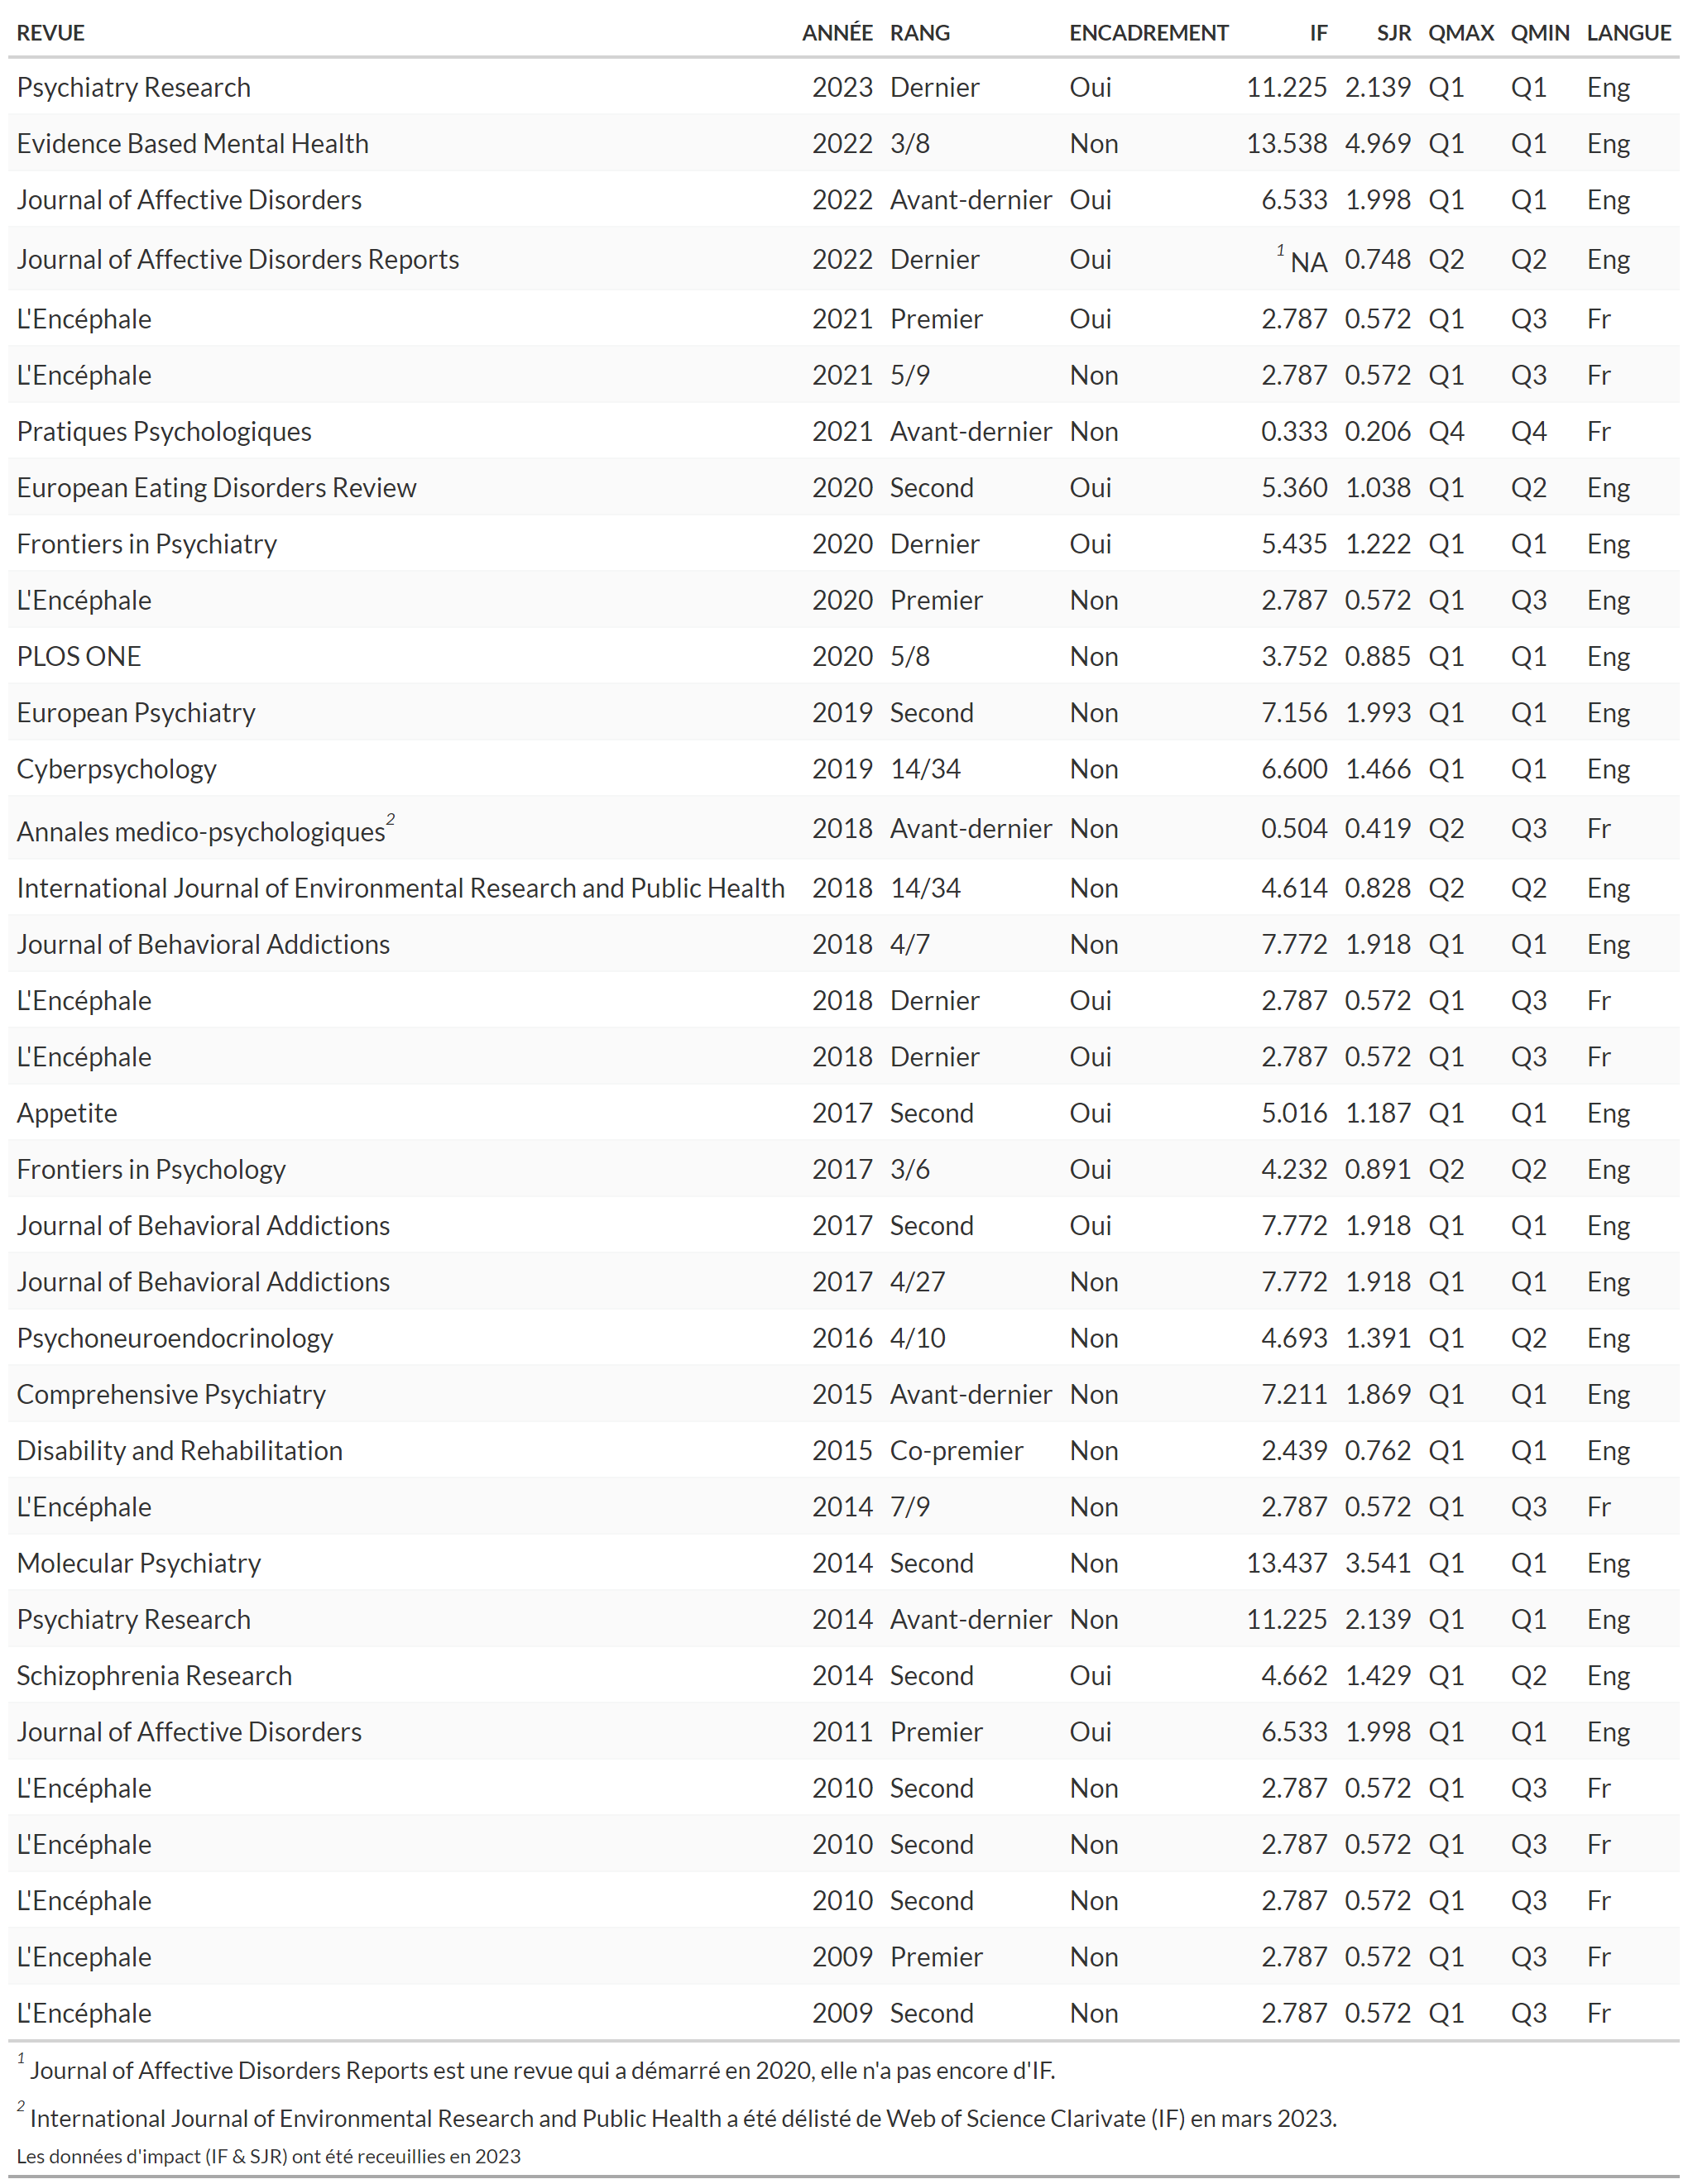 REVUE ANNÉE RANG ENCADREMENT IF SJR QMAX QMIN LANGUE
Psychiatry Research 2023 Dernier Oui 11.225 2.139 Q1 Q1 Eng
Evidence Based Mental Health 2022 3/8 Non 13.538 4.969 Q1 Q1 Eng
Journal of Affective Disorders 2022 Avant-dernier Oui 6.533 1.998 Q1 Q1 Eng
Journal of Affective Disorders Reports 2022 Dernier Oui 1 NA 0.748 Q2 Q2 Eng
L'Encéphale 2021 Premier Oui 2.787 0.572 Q1 Q3 Fr
L'Encéphale 2021 5/9 Non 2.787 0.572 Q1 Q3 Fr
Pratiques Psychologiques 2021 Avant-dernier Non 0.333 0.206 Q4 Q4 Fr
European Eating Disorders Review 2020 Second Oui 5.360 1.038 Q1 Q2 Eng
Frontiers in Psychiatry 2020 Dernier Oui 5.435 1.222 Q1 Q1 Eng
L'Encéphale 2020 Premier Non 2.787 0.572 Q1 Q3 Eng
PLOS ONE 2020 5/8 Non 3.752 0.885 Q1 Q1 Eng
European Psychiatry 2019 Second Non 7.156 1.993 Q1 Q1 Eng
Cyberpsychology 2019 14/34 Non 6.600 1.466 Q1 Q1 Eng
Annales medico-psychologiques2 2018 Avant-dernier Non 0.504 0.419 Q2 Q3 Fr
International Journal of Environmental Research and Public Health 2018 14/34 Non 4.614 0.828 Q2 Q2 Eng
Journal of Behavioral Addictions 2018 4/7 Non 7.772 1.918 Q1 Q1 Eng
L'Encéphale 2018 Dernier Oui 2.787 0.572 Q1 Q3 Fr
L'Encéphale 2018 Dernier Oui 2.787 0.572 Q1 Q3 Fr
Appetite 2017 Second Oui 5.016 1.187 Q1 Q1 Eng
Frontiers in Psychology 2017 3/6 Oui 4.232 0.891 Q2 Q2 Eng
Journal of Behavioral Addictions 2017 Second Oui 7.772 1.918 Q1 Q1 Eng
Journal of Behavioral Addictions 2017 4/27 Non 7.772 1.918 Q1 Q1 Eng
Psychoneuroendocrinology 2016 4/10 Non 4.693 1.391 Q1 Q2 Eng
Comprehensive Psychiatry 2015 Avant-dernier Non 7.211 1.869 Q1 Q1 Eng
Disability and Rehabilitation 2015 Co-premier Non 2.439 0.762 Q1 Q1 Eng
L'Encéphale 2014 7/9 Non 2.787 0.572 Q1 Q3 Fr
Molecular Psychiatry 2014 Second Non 13.437 3.541 Q1 Q1 Eng
Psychiatry Research 2014 Avant-dernier Non 11.225 2.139 Q1 Q1 Eng
Schizophrenia Research 2014 Second Oui 4.662 1.429 Q1 Q2 Eng
Journal of Affective Disorders 2011 Premier Oui 6.533 1.998 Q1 Q1 Eng
L'Encéphale 2010 Second Non 2.787 0.572 Q1 Q3 Fr
L'Encéphale 2010 Second Non 2.787 0.572 Q1 Q3 Fr
L'Encéphale 2010 Second Non 2.787 0.572 Q1 Q3 Fr
L'Encephale 2009 Premier Non 2.787 0.572 Q1 Q3 Fr
L'Encéphale 2009 Second Non 2.787 0.572 Q1 Q3 Fr
1 Journal of Affective Disorders Reports est une revue qui a démarré en 2020, elle n'a pas encore d'IF.
2 International Journal of Environmental Research and Public Health a été délisté de Web of Science Clarivate (IF) en mars 2023.
Les données d'impact (IF & SJR) ont été receuillies en 2023